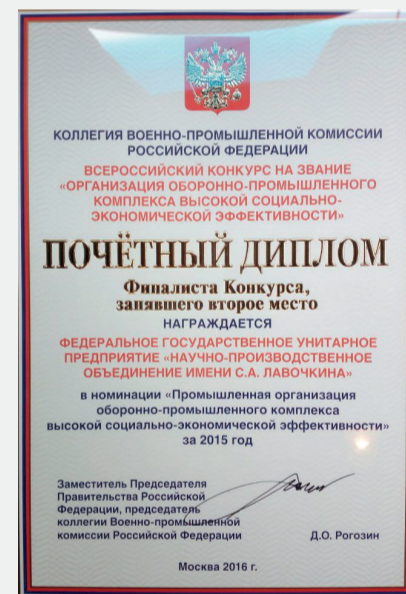 КОЛЛЕГИЯ ВОЕННО-ПРОМЫШЛЕННОЙ КОМИССИИ
РОССИЙСКОЙ ФЕДЕРАЦИИ
ВСЕРОССИЙСКИЙ КОНКУРС НА ЗВАНИЕ
«ОРГАНИЗАЦИЯ ОБОРОННО-ПРОМЫШЛЕННОГО
КОМПЛЕКСА ВЫСОКОЙ СОЦИАЛЬНО-
ЭКОНОМИЧЕСКОЙ ЭФФЕКТИВНОСТИ»
ПОЧЁТНЫЙ ДИПЛОМ
Финалиста Конкурса,
занявшего второе место
НАГРАЖДАЕТСЯ
ФЕДЕРАЛЬНОЕ ГОСУДАРСТВЕННОЕ УНИТАРНОЕ
ПРЕДПРИЯТИЕ «НАУЧНО-ПРОИЗВОДСТВЕННОЕ
ОБЪЕДИНЕНИЕ ИМЕНИ С.А. ЛАВОЧКИНА»
в номинации «Промышленная организация
оборонно-промышленного комплекса
высокой социально-экономической эффективности»
за 2015 год
Заместитель Председателя
Правительства Российской
Федерации, председатель
коллегии Военно-промышленной
комиссии Российской Федерации
Д.О. Рогозин
Москва 2016 г.